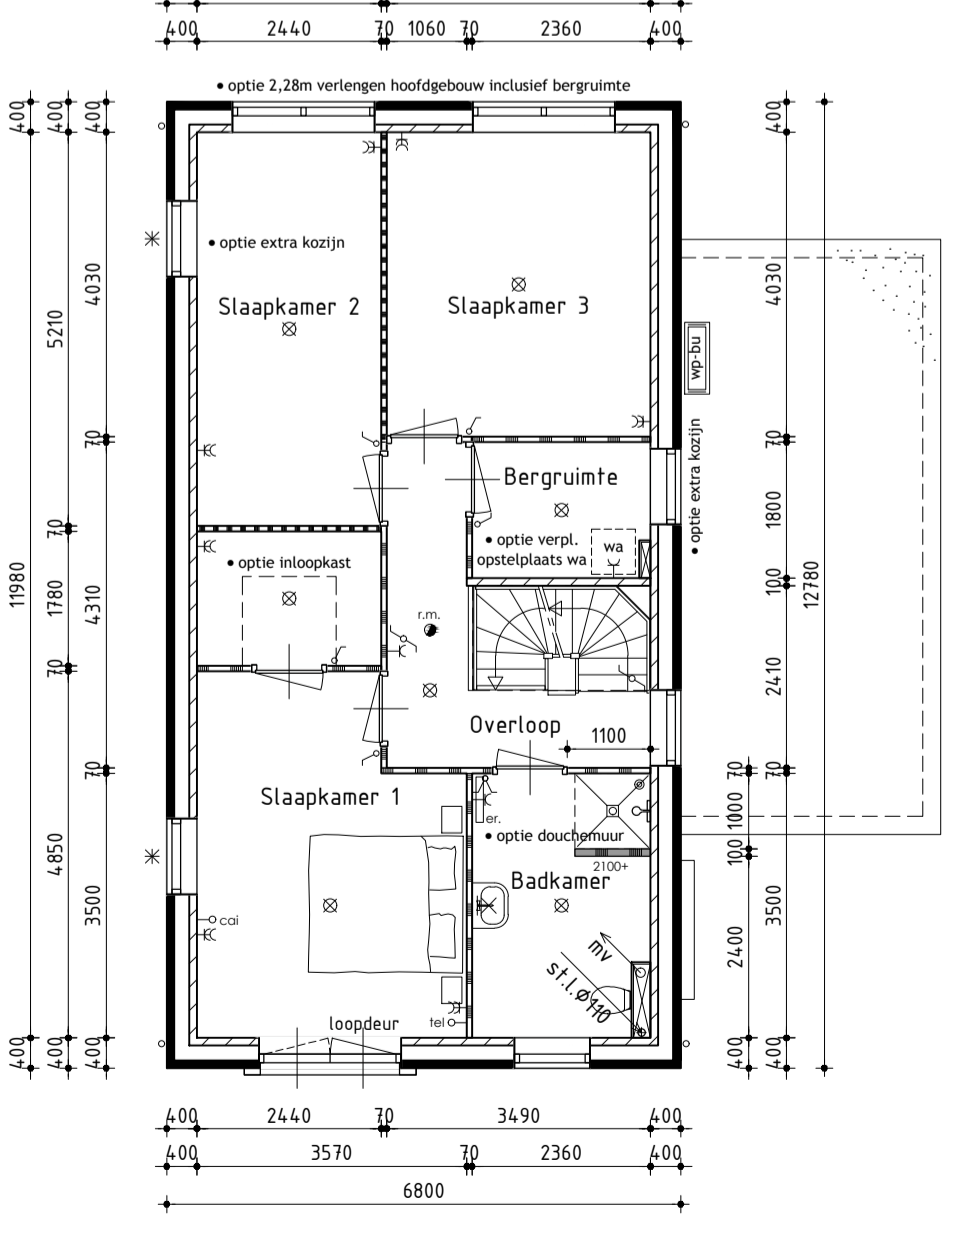 400 2440 70 1060 70 2360 400
• optie 2,28m verlengen hoofdgebouw inclusief bergruimte
400 400 400 400
• optie extra kozijn
4030 4030
Slaapkamer 2 Slaapkamer 3
5210
wp-bu
• optie extra kozijn
70 70
Bergruimte
1800
70
• optie verpl.
opstelplaats wa
wa
• optie inloopkast
11980 1780 4310 100 12780
r.m.
70 2410
Overloop
1100
70 70 70
Slaapkamer 1
er.
1000
• optie douchemuur
4850 100
2100+
Badkamer
3500 3500
cai
2400
mv
st.l.ø110
loopdeur
tel
400 400 400 400 400
400 2440 70 3490 400
400 3570 70 2360 400
6800